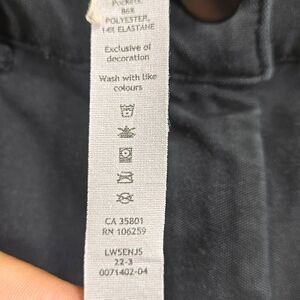 Pockets:
86%
POLYESTER,
14% ELASTANE
Exclusive of
decoration
Wash with like
colours
CA 35801
RN 106259
LW5ENJS
22-3
0071402-04